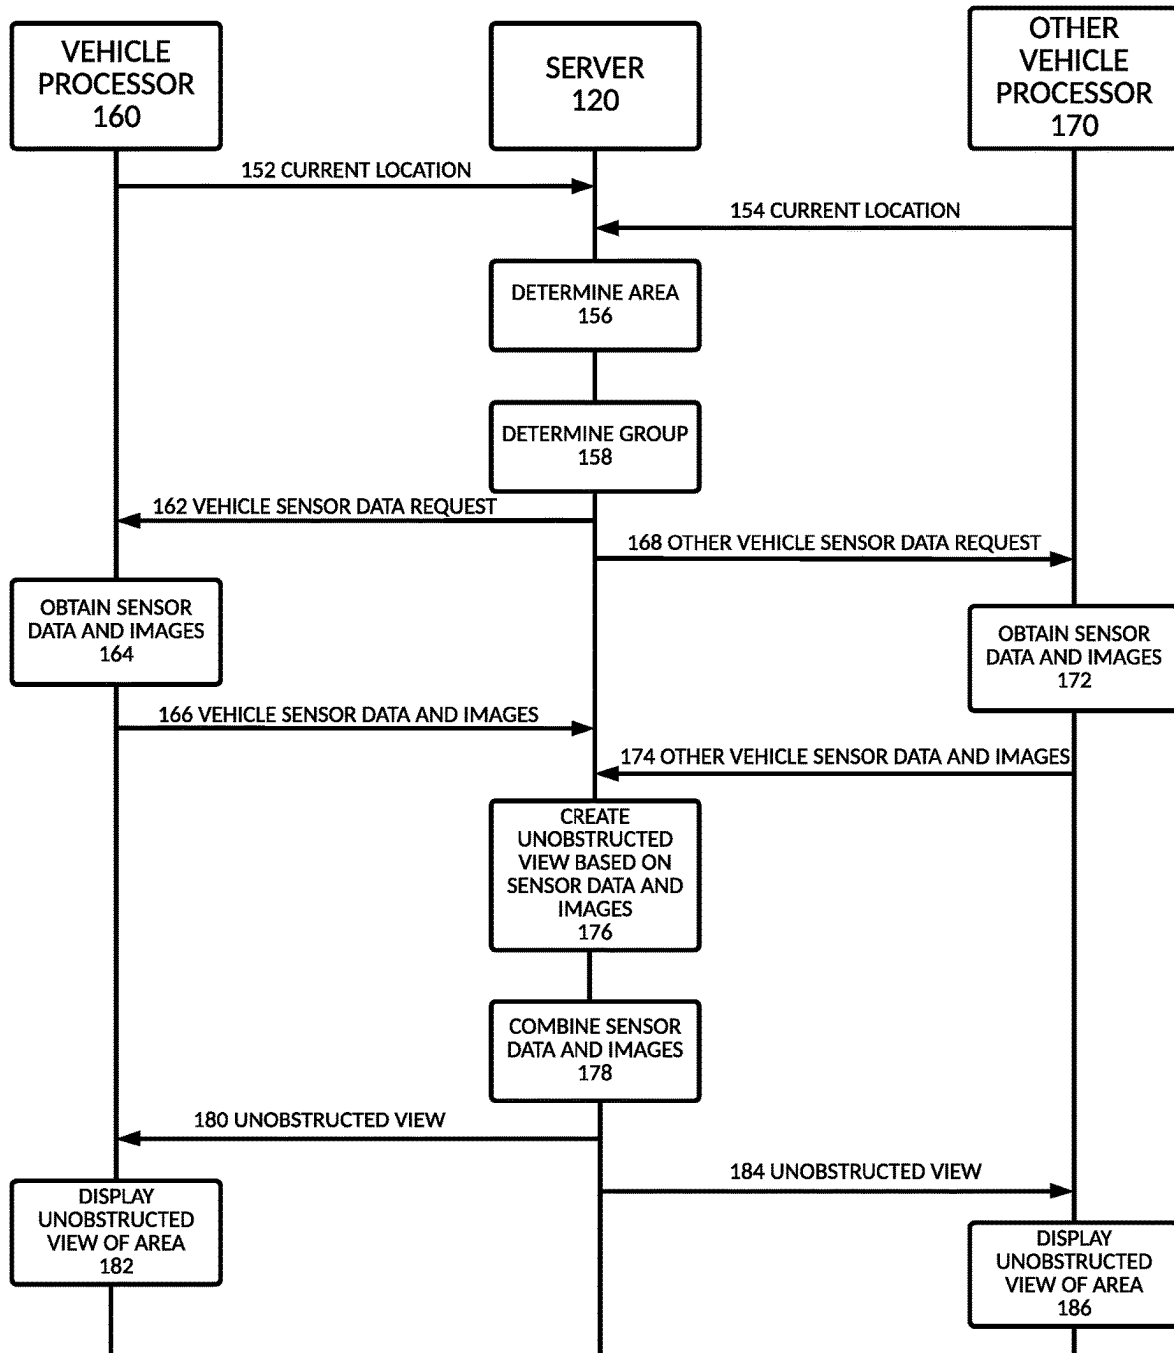 VEHICLE
PROCESSOR
160
SERVER
120
OTHER
VEHICLE
PROCESSOR
170
152 CURRENT LOCATION
154 CURRENT LOCATION
DETERMINE AREA
156
DETERMINE GROUP
158
162 VEHICLE SENSOR DATA REQUEST
168 OTHER VEHICLE SENSOR DATA REQUEST
OBTAIN SENSOR
DATA AND IMAGES
164
OBTAIN SENSOR
DATA AND IMAGES
172
166 VEHICLE SENSOR DATA AND IMAGES
174 OTHER VEHICLE SENSOR DATA AND IMAGES
CREATE
UNOBSTRUCTED
VIEW BASED ON
SENSOR DATA AND
IMAGES
176
COMBINE SENSOR
DATA AND IMAGES
178
180 UNOBSTRUCTED VIEW
184 UNOBSTRUCTED VIEW
DISPLAY
UNOBSTRUCTED
VIEW OF AREA
182
DISPLAY
UNOBSTRUCTED
VIEW OF AREA
186